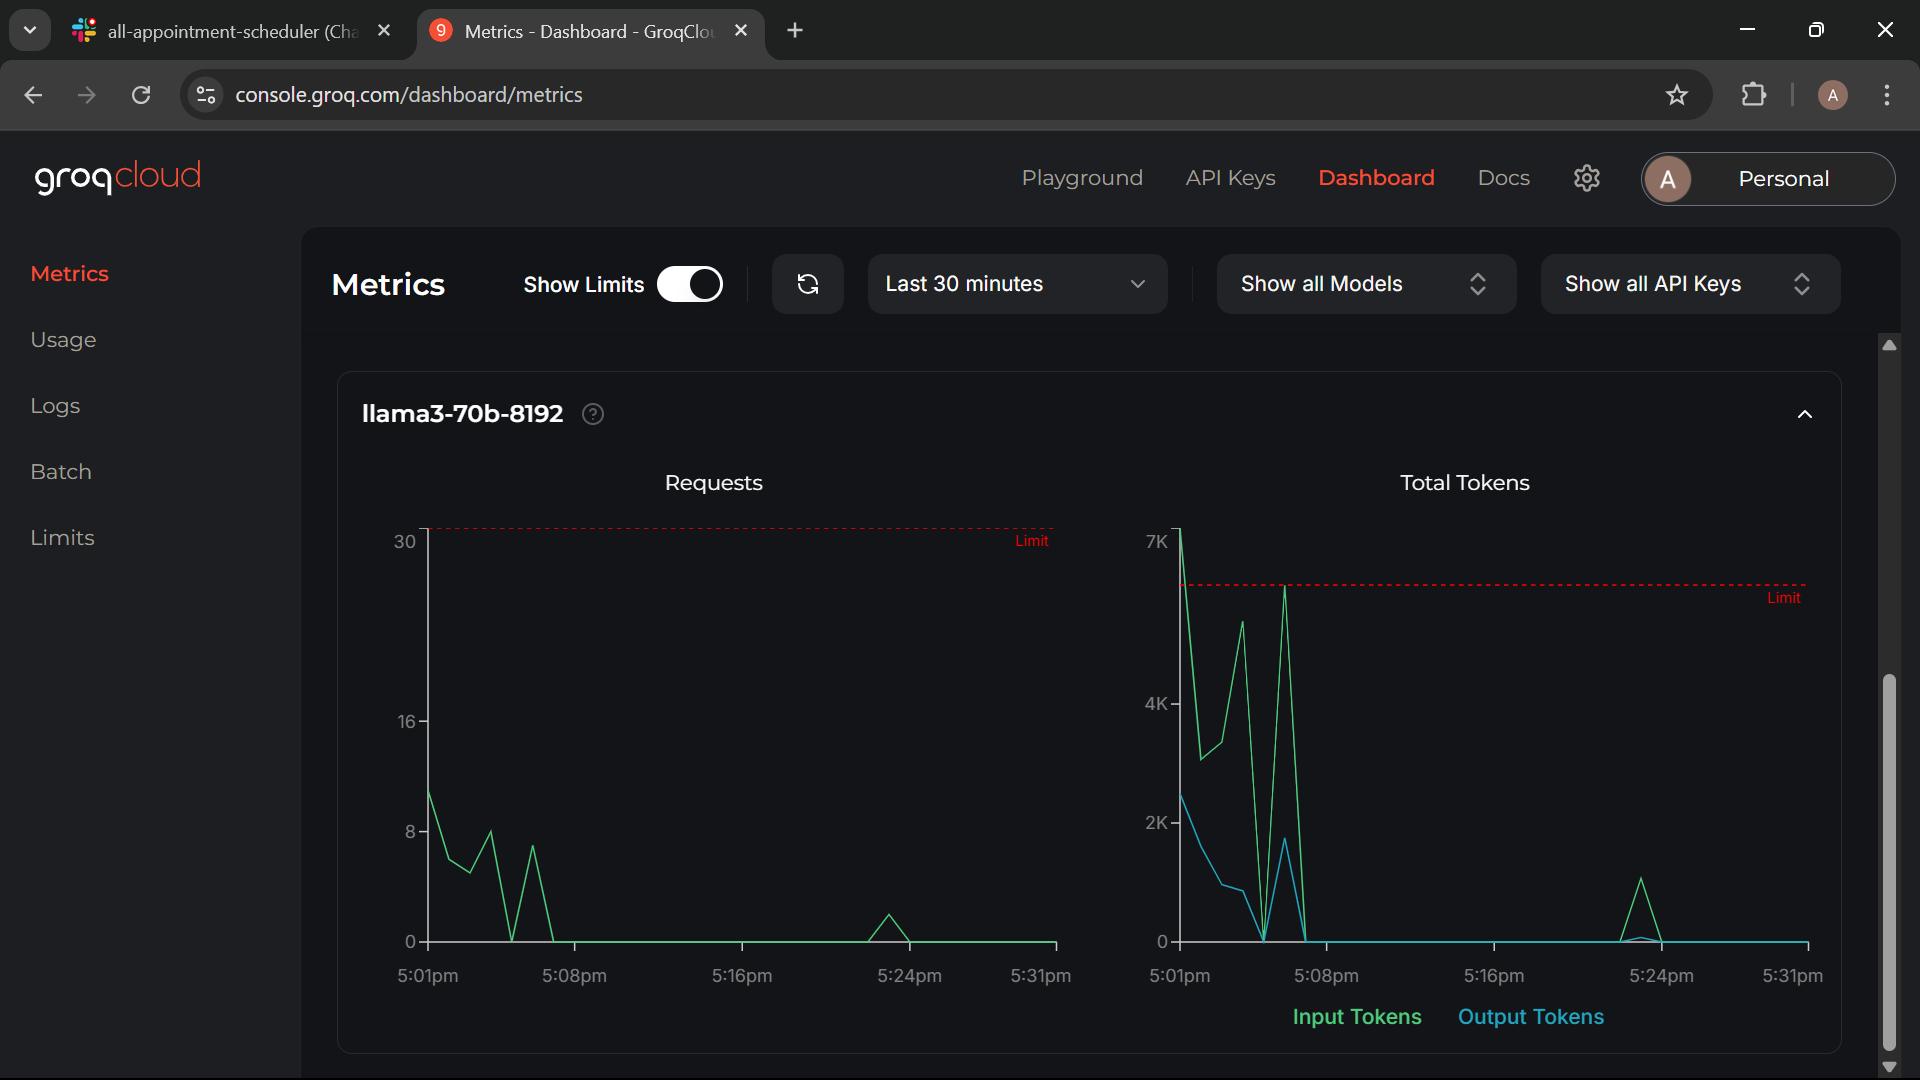 all-appointment-scheduler (Cha
Metrics - Dashboard - GroqClou
console.groq.com/dashboard/metrics
A
groqcloud
Playground
API Keys
Dashboard
Docs
A
Personal
Metrics
Usage
Logs
Batch
Limits
Metrics
Show Limits
Last 30 minutes
Show all Models
Show all API Keys
llama3-70b-8192
Requests
30
16
8
0
Limit
5:01pm
5:08pm
5:16pm
5:24pm
5:31pm
Total Tokens
7K
4K
2K
0
Limit
5:01pm
5:08pm
5:16pm
5:24pm
5:31pm
Input Tokens
Output Tokens